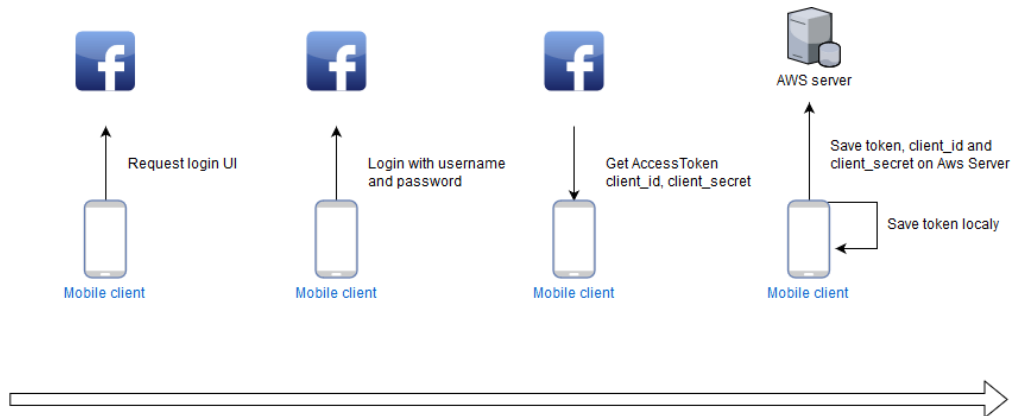 AWS server
Request login UI
Login with username
and password
Get AccessToken
client_id, client_secret
Save token, client_id and
client_secret on Aws Server
Save token localy
Mobile client
Mobile client
Mobile client
Mobile client